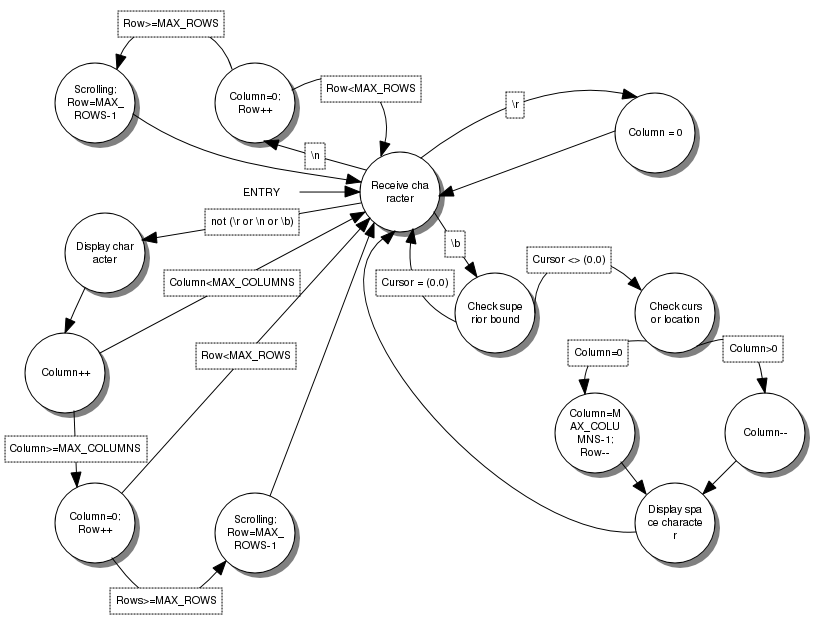 Row>=MAX_ROWS
Scrolling:
Row=MAX_
ROWS-1
Column=0;
Row++
Row<MAX_ROWS
\r
Column = 0
\n
ENTRY
Receive cha
racter
not (\r or \n or \b)
Display char
acter
\b
Column<MAX_COLUMNS
Cursor = (0.0)
Cursor <> (0.0)
Check supe
rior bound
Check curs
or location
Column++
Row<MAX_ROWS
Column=0
Column>0
Column>=MAX_COLUMNS
Column=M
AX_COLU
MNS-1;
Row--
Column--
Column=0;
Row++
Scrolling:
Row=MAX_
ROWS-1
Display spa
ce characte
r
Rows>=MAX_ROWS